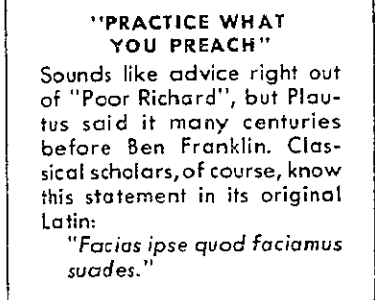 "PRACTICE WHAT
YOU PREACH"
Sounds like advice right out
of "Poor Richard", but Plau-
tus said it many centuries
before Ben Franklin. Clas-
sical scholars, of course, know
this statement in its original
Latin:
"Facias ipse quod faciamus
suades."